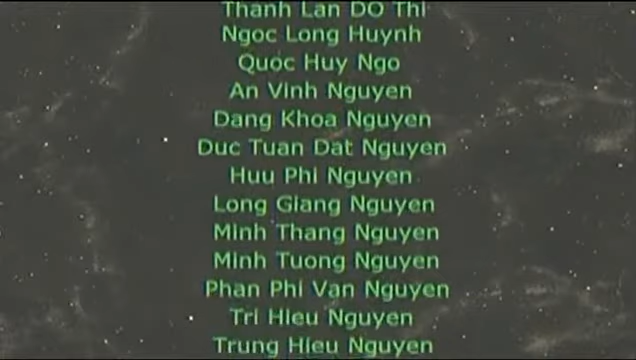 Thanh Lan DO Thi
Ngoc Long Huynh
Quoc Huy Ngo
An Vinh Nguyen
Dang Khoa Nguyen
Duc Tuan Dat Nguyen
Huu Phi Nguyen
Long Giang Nguyen
Minh Thang Nguyen
Minh Tuong Nguyen
Phan Phi Van Nguyen
Tri Hieu Nguyen
Trung Hieu Nguyen